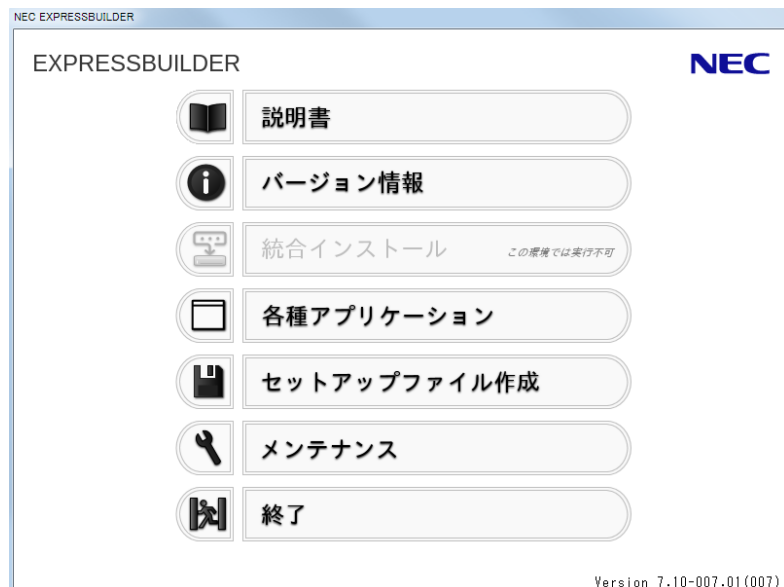 NEC EXPRESSBUILDER
EXPRESSBUILDER
NEC
説明書
バージョン情報
統合インストール この環境では実行不可
各種アプリケーション
セットアップファイル作成
メンテナンス
終了
Version 7.10-007.01(007)